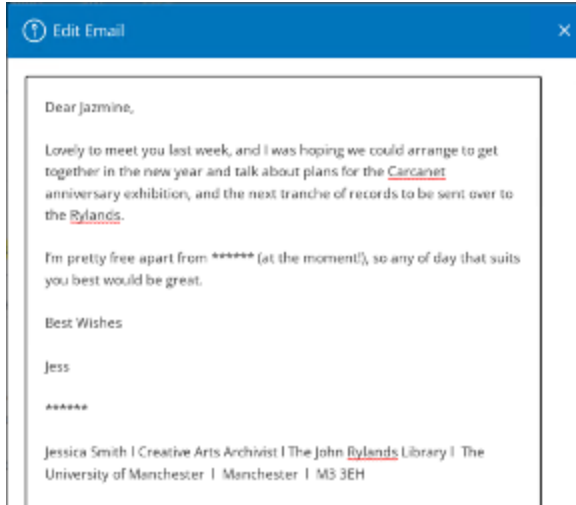 Edit Email
Dear Jazmine,
Lovely to meet you last week, and I was hoping we could arrange to get
together in the new year and talk about plans for the Carcanet
anniversary exhibition, and the next tranche of records to be sent over to
the Rylands.
I'm pretty free apart from ****** (at the moment!), so any of day that suits
you best would be great.
Best Wishes
Jess
******
Jessica Smith l Creative Arts Archivist l The John Rylands Library l The
University of Manchester l Manchester l M3 3EH